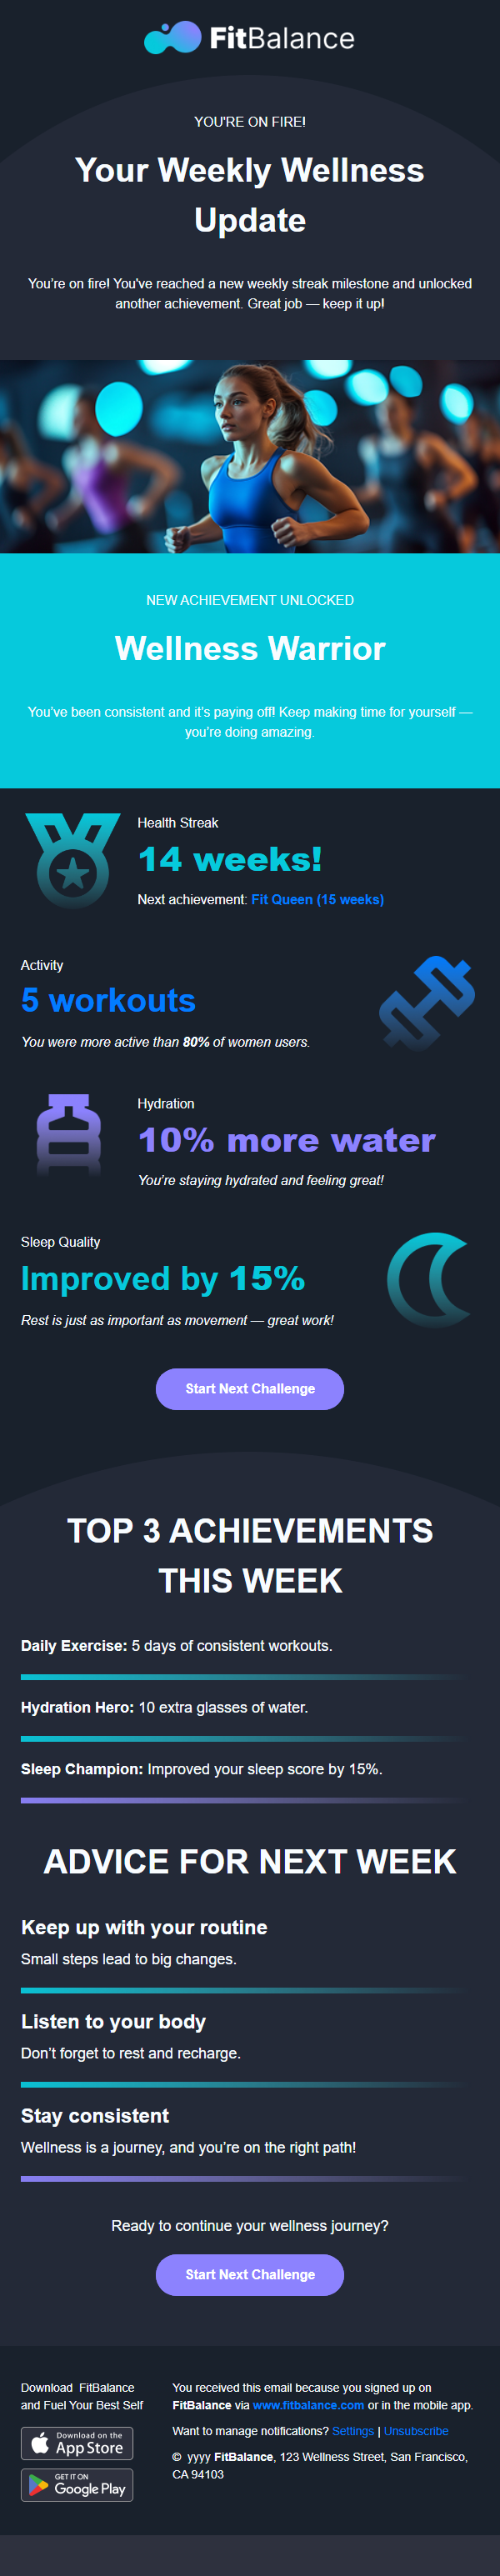 FitBalance
YOU'RE ON FIRE!
Your Weekly Wellness
Update
You’re on fire! You've reached a new weekly streak milestone and unlocked
another achievement. Great job — keep it up!
NEW ACHIEVEMENT UNLOCKED
Wellness Warrior
You’ve been consistent and it’s paying off! Keep making time for yourself —
you’re doing amazing.
Health Streak
14 weeks!
Next achievement: Fit Queen (15 weeks)
Activity
5 workouts
You were more active than 80% of women users.
Hydration
10% more water
You’re staying hydrated and feeling great!
Sleep Quality
Improved by 15%
Rest is just as important as movement — great work!
Start Next Challenge
TOP 3 ACHIEVEMENTS
THIS WEEK
Daily Exercise: 5 days of consistent workouts.
Hydration Hero: 10 extra glasses of water.
Sleep Champion: Improved your sleep score by 15%.
ADVICE FOR NEXT WEEK
Keep up with your routine
Small steps lead to big changes.
Listen to your body
Don’t forget to rest and recharge.
Stay consistent
Wellness is a journey, and you’re on the right path!
Ready to continue your wellness journey?
Start Next Challenge
Download FitBalance
and Fuel Your Best Self
Download on the
App Store
GET IT ON
Google Play
You received this email because you signed up on
FitBalance via www.fitbalance.com or in the mobile app.
Want to manage notifications? Settings | Unsubscribe
© yyyy FitBalance, 123 Wellness Street, San Francisco,
CA 94103